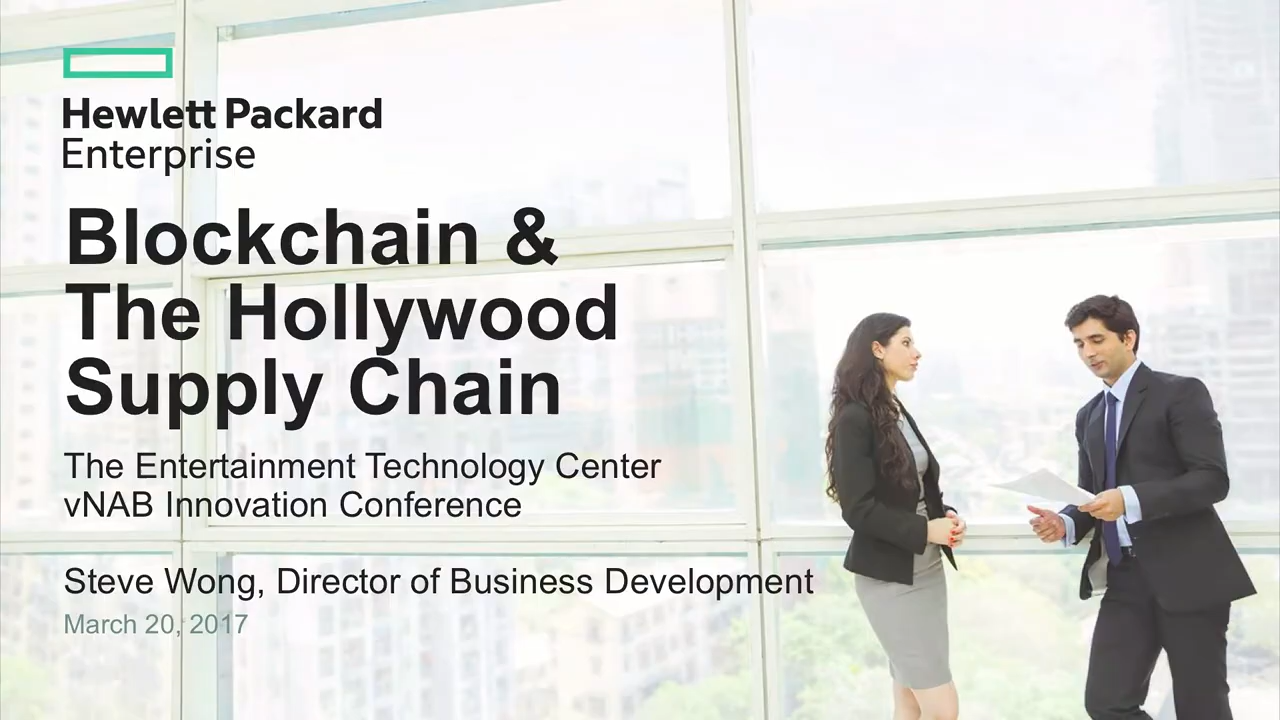 Hewlett Packard
Enterprise
Blockchain &
The Hollywood
Supply Chain
The Entertainment Technology Center
vNAB Innovation Conference
Steve Wong, Director of Business Development
March 20, 2017